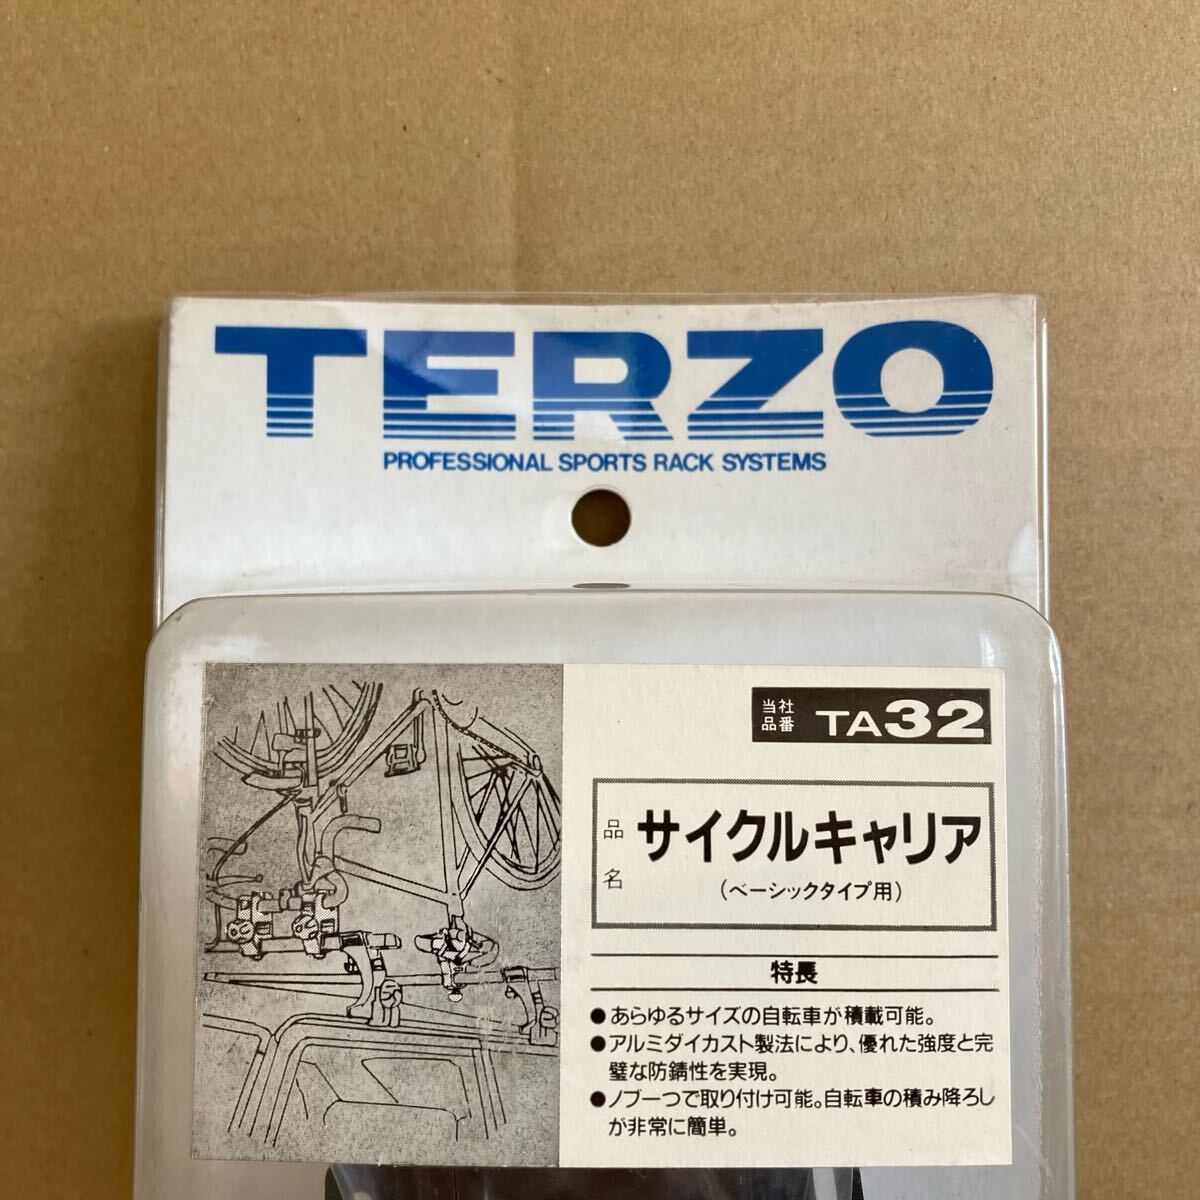 TERZO
PROFESSIONAL SPORTS RACK SYSTEMS
当社
品番 TA32
品名 サイクルキャリア
(ベーシックタイプ用)
特長
●あらゆるサイズの自転車が積載可能。
●アルミダイカスト製法により、優れた強度と完
璧な防錆性を実現。
●ノブ一つで取り付け可能。自転車の積み降ろし
が非常に簡単。